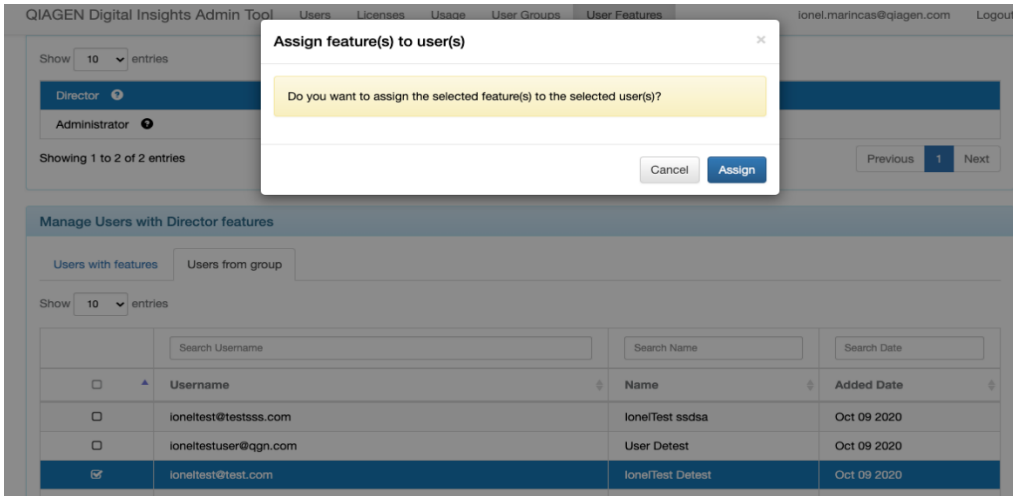 QIAGEN Digital Insights Admin Tool Users Licenses Usage User Groups User Features ionel.marincas@qiagen.com Logout
Assign feature(s) to user(s) ×
Show 10 entries
Director
Do you want to assign the selected feature(s) to the selected user(s)?
Administrator
Showing 1 to 2 of 2 entries
Previous 1 Next
Cancel Assign
Manage Users with Director features
Users with features Users from group
Show 10 entries
Search Username Search Name Search Date
Username Name Added Date
ioneltest@testsss.com IonelTest ssdsa Oct 09 2020
ioneltestuser@qgn.com User Detest Oct 09 2020
ioneltest@test.com IonelTest Detest Oct 09 2020